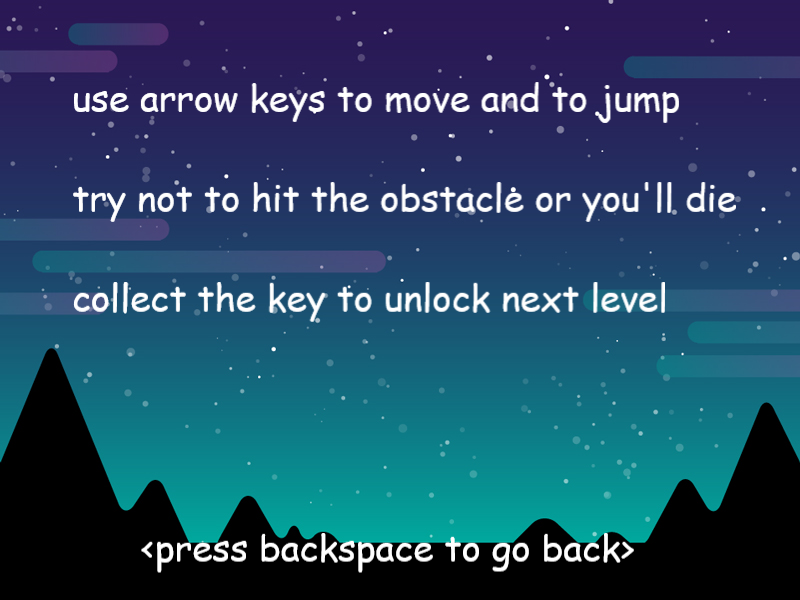 use arrow keys to move and to jump
try not to hit the obstacle or you'll die
collect the key to unlock next level
<press backspace to go back>